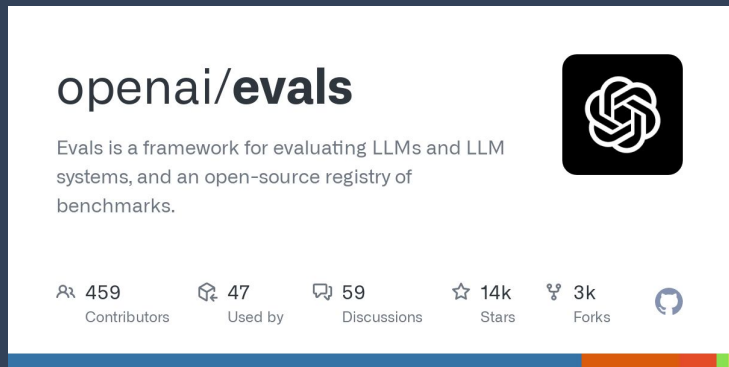 openai/evals
Evals is a framework for evaluating LLMs and LLM
systems, and an open-source registry of
benchmarks.
459 47 59 14k 3k
Contributors Used by Discussions Stars Forks